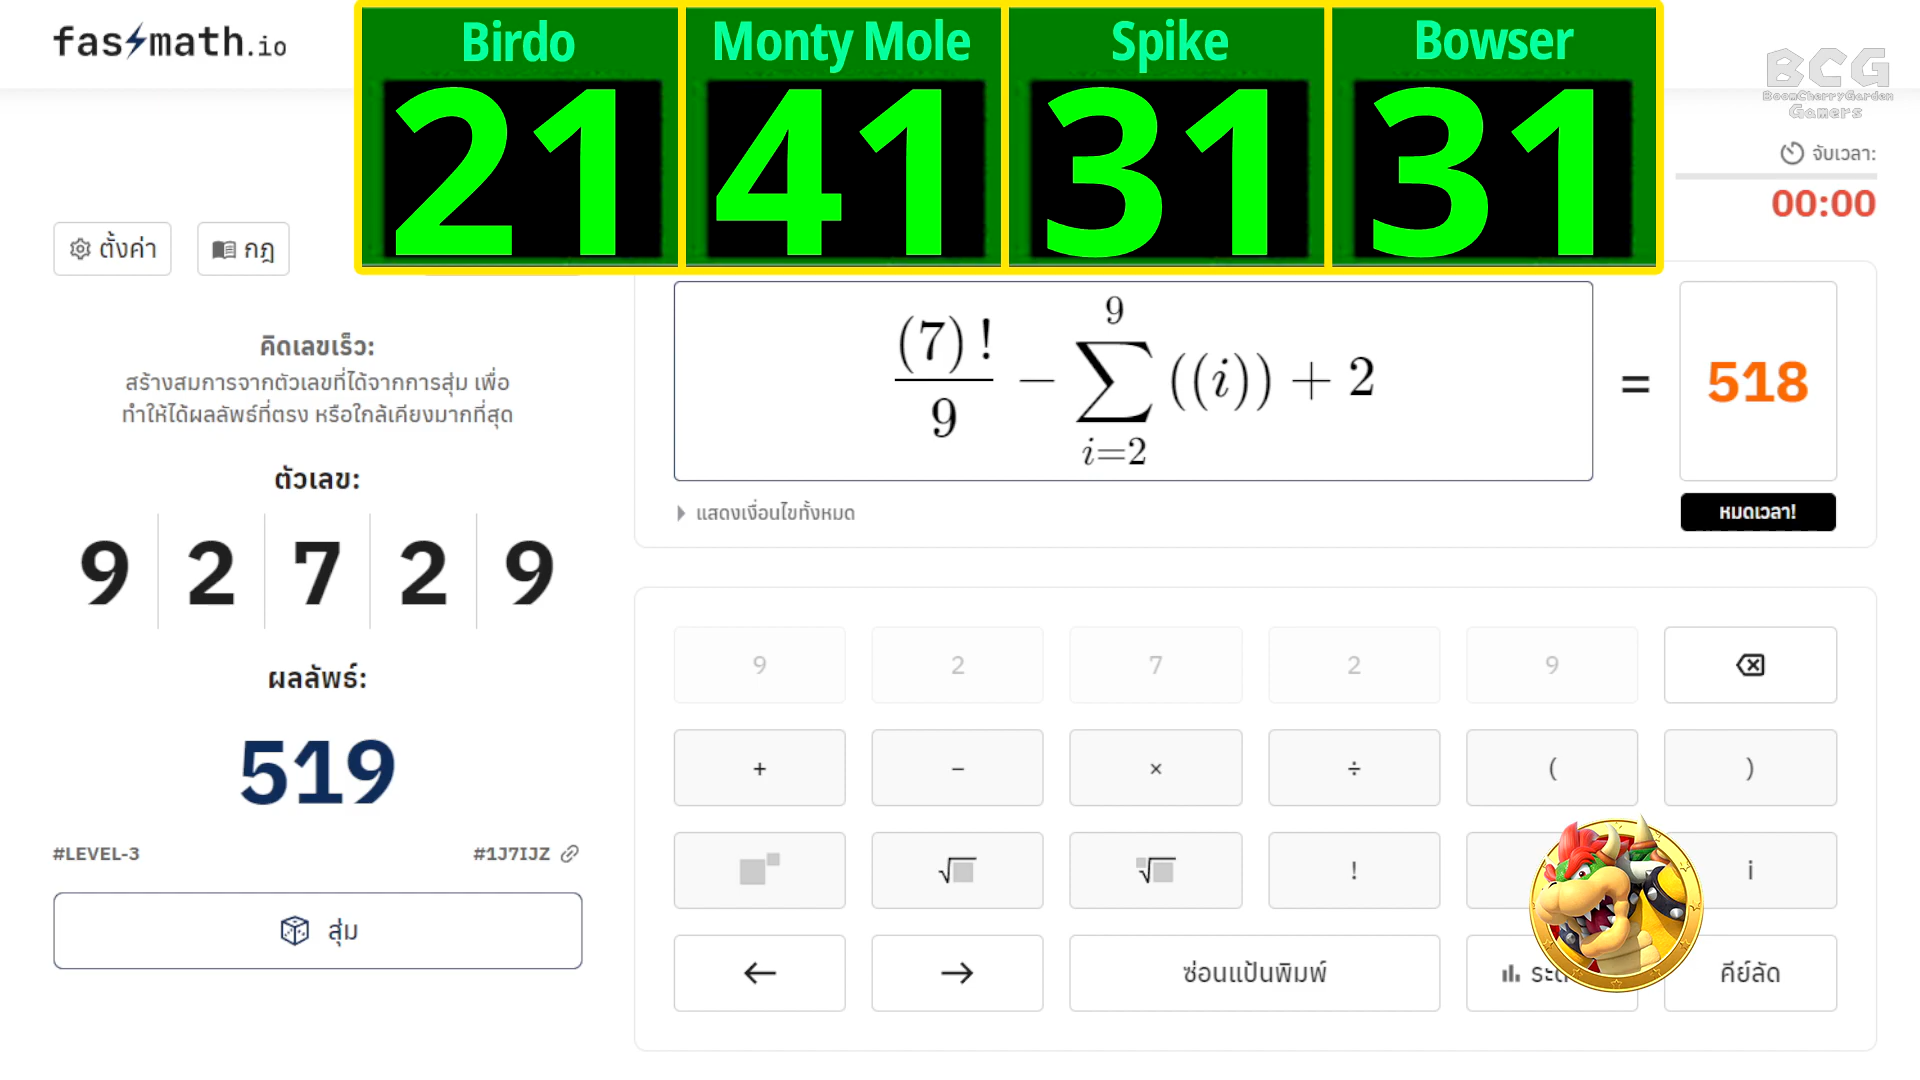 fastmath.io
Birdo
Monty Mole
Spike
Bowser
21
41
31
31
BCG
BoomCherryGarden
Gamers
จับเวลา:
00:00
ตั้งค่า
กฎ
คิดเลขเร็ว:
สร้างสมการจากตัวเลขที่ได้จากการสุ่ม เพื่อ
ทำให้ได้ผลลัพธ์ที่ตรง หรือใกล้เคียงมากที่สุด
ตัวเลข:
9 2 7 2 9
ผลลัพธ์:
519
#LEVEL-3
#1J7IJZ
สุ่ม
(7)!/9 − ∑_{i=2}^{9} ((i)) + 2
=
518
แสดงเงื่อนไขทั้งหมด
หมดเวลา!
9 2 7 2 9
+ − × ÷ ( )
√ √ ! i
← →
ซ่อนแป้นพิมพ์
คีย์ลัด